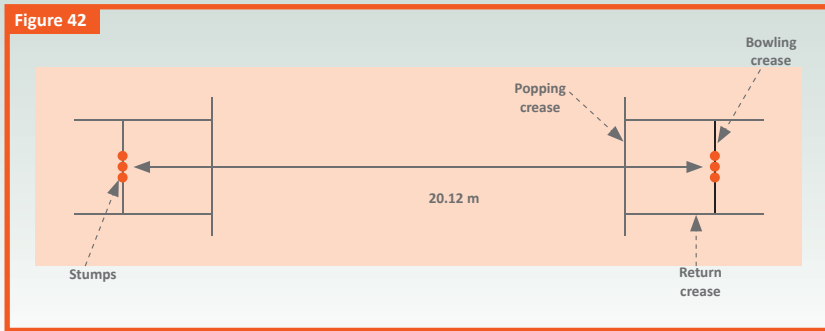 Figure 42
Bowling
crease
Popping
crease
20.12 m
Stumps
Return
crease